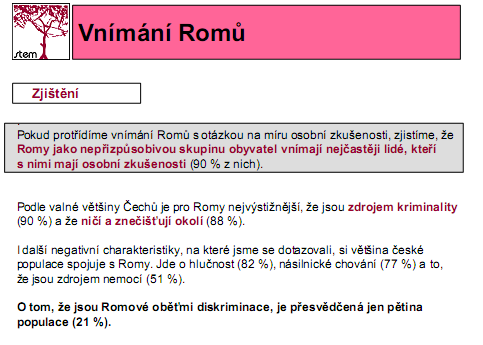 stem
Vnímání Romů
Zjištění
Pokud protřídíme vnímání Romů s otázkou na míru osobní zkušenosti, zjistíme, že
Romy jako nepřizpůsobivou skupinu obyvatel vnímají nejčastěji lidé, kteří
s nimi mají osobní zkušenosti (90 % z nich).
Podle valné většiny Čechů je pro Romy nejvýstižnější, že jsou zdrojem kriminality
(90 %) a že ničí a znečišťují okolí (88 %).
I další negativní charakteristiky, na které jsme se dotazovali, si většina české
populace spojuje s Romy. Jde o hlučnost (82 %), násilnické chování (77 %) a to,
že jsou zdrojem nemocí (51 %).
O tom, že jsou Romové oběťmi diskriminace, je přesvědčená jen pětina
populace (21 %).